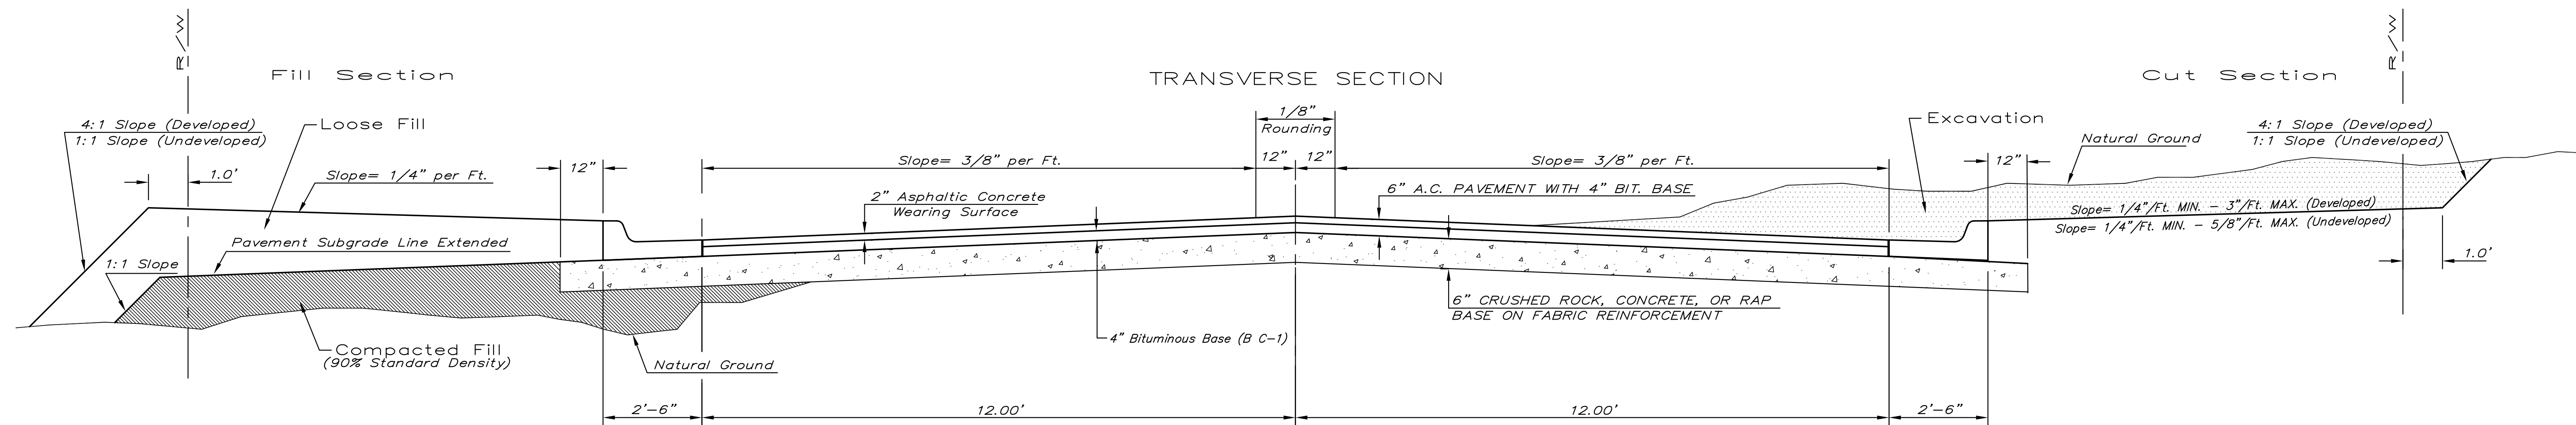 R/W
R/W
Fill Section
TRANSVERSE SECTION
Cut Section
4:1 Slope (Developed)
1:1 Slope (Undeveloped)
Loose Fill
1/8"
Rounding
Excavation
Natural Ground
4:1 Slope (Developed)
1:1 Slope (Undeveloped)
12"
Slope= 3/8" per Ft.
12"
12"
Slope= 3/8" per Ft.
12"
1.0'
Slope= 1/4" per Ft.
2" Asphaltic Concrete
Wearing Surface
6" A.C. PAVEMENT WITH 4" BIT. BASE
Slope= 1/4"/Ft. MIN. - 3"/Ft. MAX. (Developed)
Slope= 1/4"/Ft. MIN. - 5/8"/Ft. MAX. (Undeveloped)
Pavement Subgrade Line Extended
1:1 Slope
1.0'
6" CRUSHED ROCK, CONCRETE, OR RAP
BASE ON FABRIC REINFORCEMENT
4" Bituminous Base (B C-1)
Compacted Fill
(90% Standard Density)
Natural Ground
2'-6"
12.00'
12.00'
2'-6"